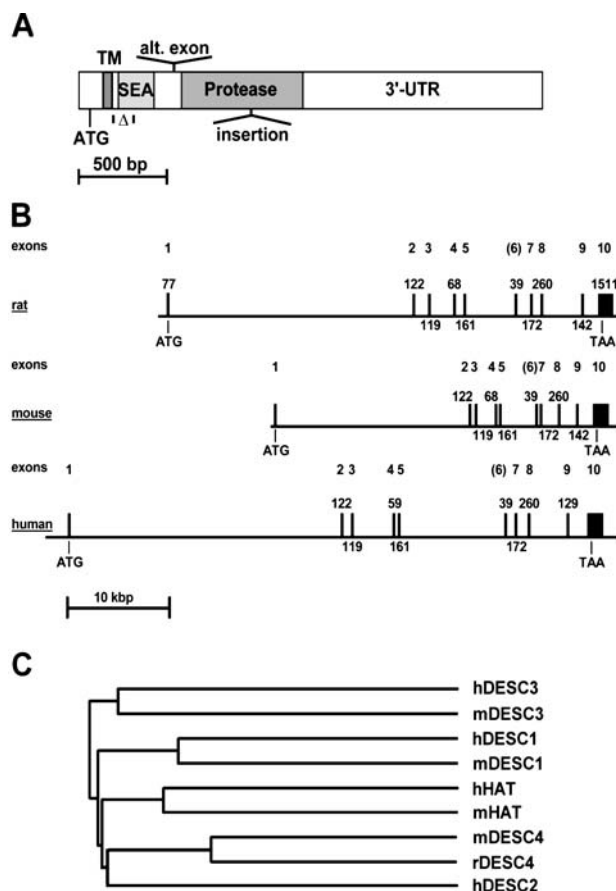 A
alt. exon
TM
SEA
Protease
3'-UTR
Δ
ATG
insertion
500 bp
B
exons 1 2 3 4 5 (6) 7 8 9 10
77 122 68 39 260 1511
rat
119 161 172 142
ATG TAA
exons 1 2 3 4 5 (6) 7 8 9 10
122 68 39 260
mouse
119 161 172 142
ATG TAA
exons 1 2 3 4 5 (6) 7 8 9 10
122 59 39 260 129
human
119 161 172
ATG TAA
10 kbp
C
hDESC3
mDESC3
hDESC1
mDESC1
hHAT
mHAT
mDESC4
rDESC4
hDESC2